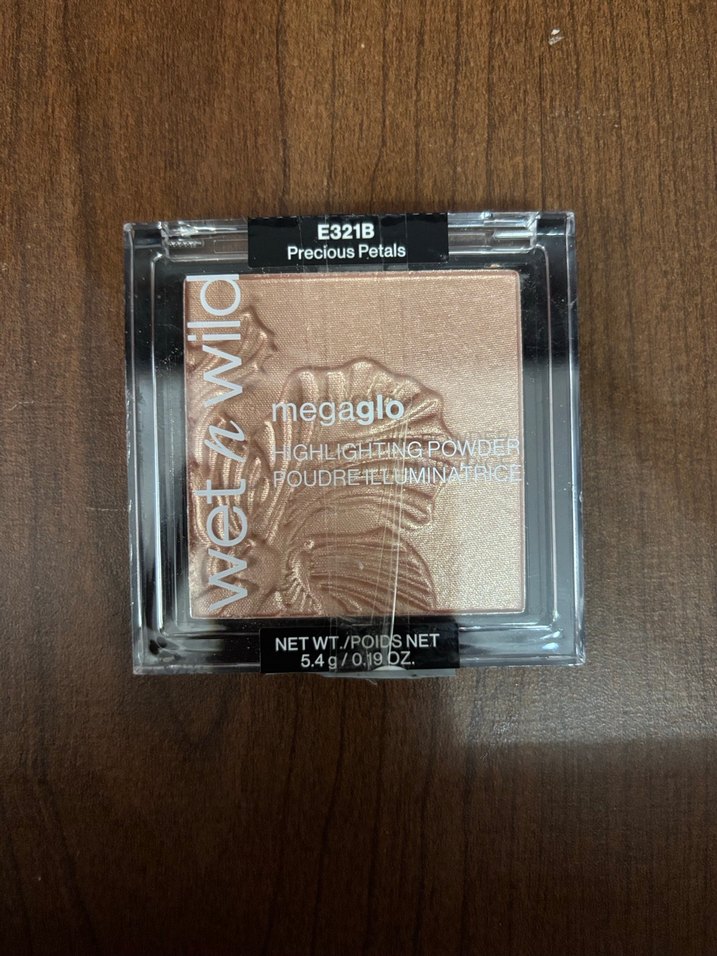 E321B
Precious Petals
wet n wild
megaglo
HIGHLIGHTING POWDER
POUDRE ILLUMINATRICE
NET WT./POIDS NET
5.4 g / 0.19 OZ.